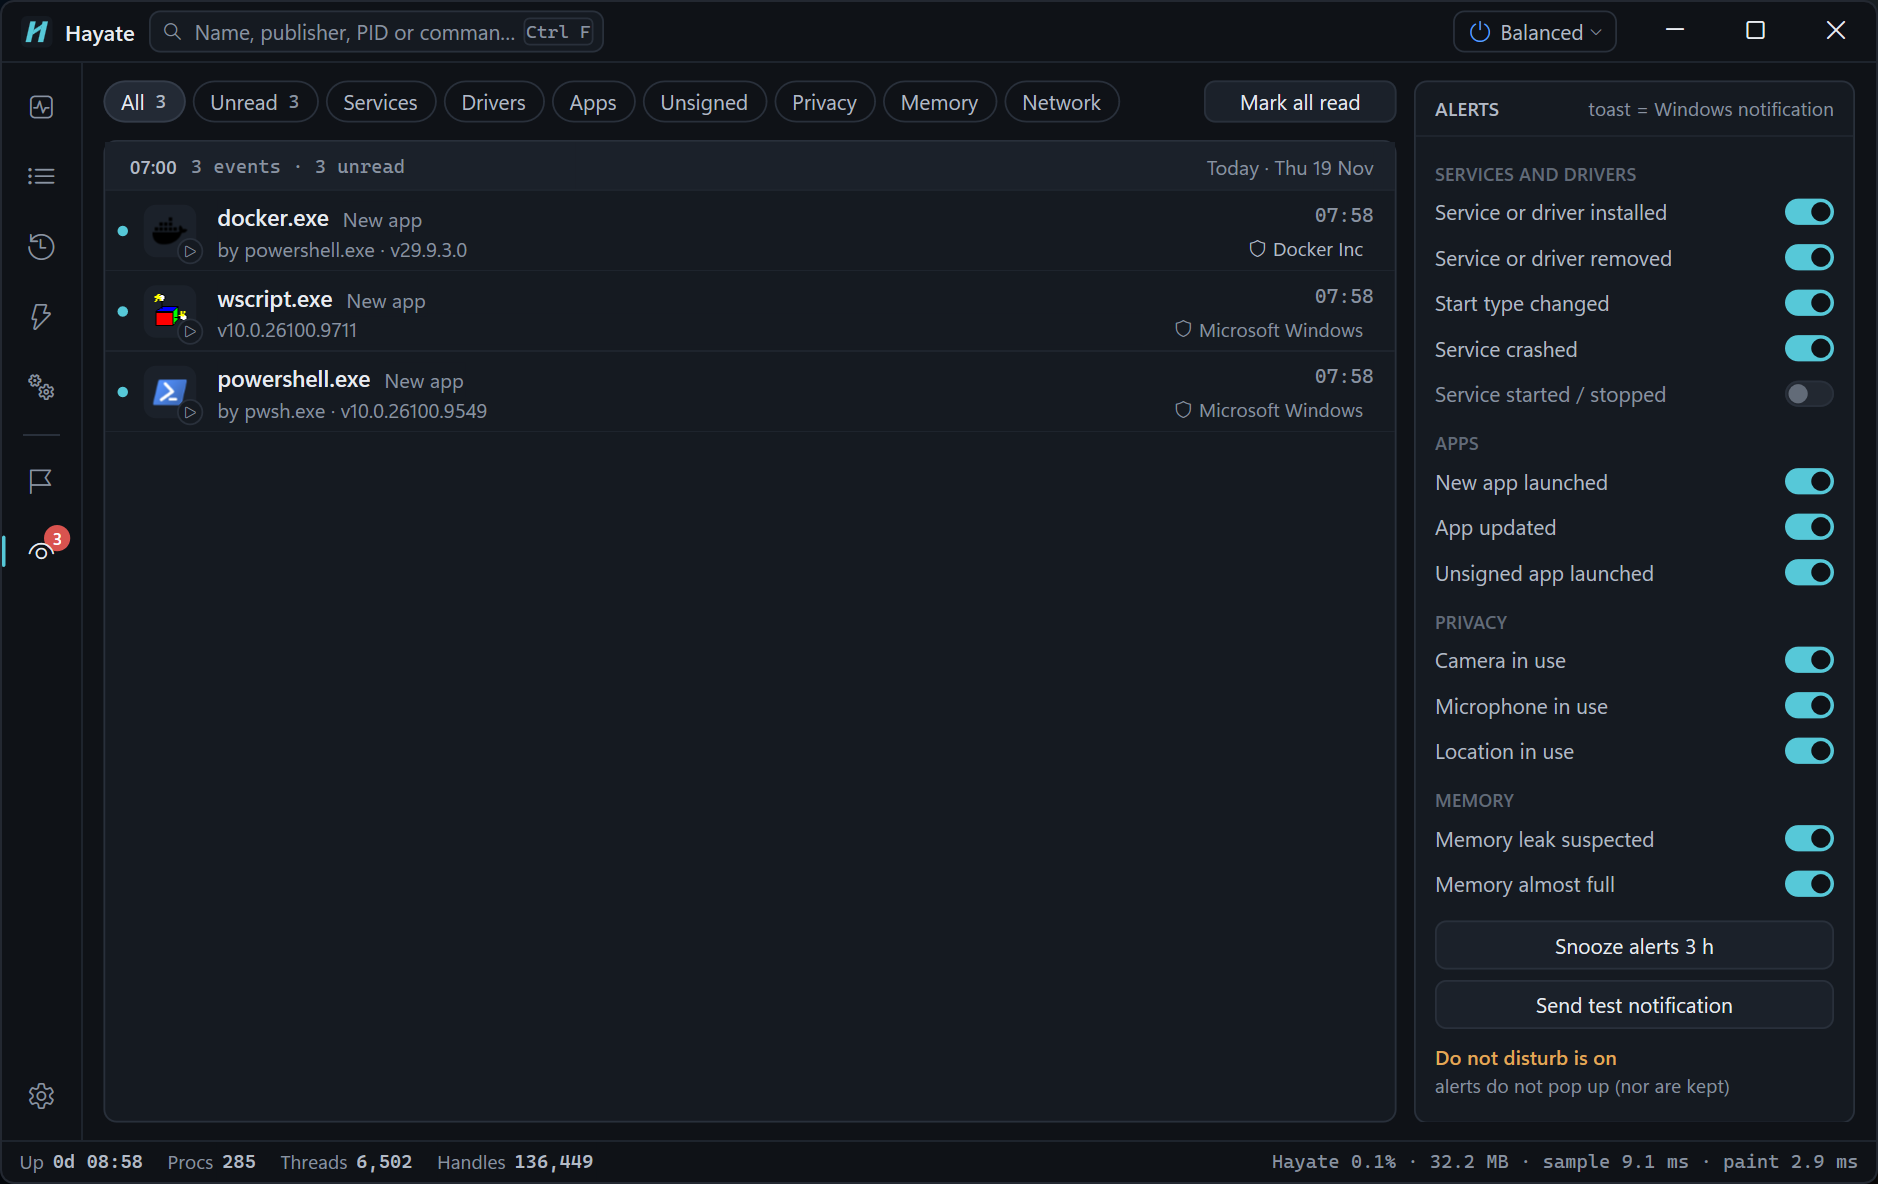 Hayate
Name, publisher, PID or comman... Ctrl F
Balanced
All 3
Unread 3
Services
Drivers
Apps
Unsigned
Privacy
Memory
Network
Mark all read
07:00 3 events · 3 unread
Today · Thu 19 Nov
docker.exe New app
07:58
by powershell.exe · v29.9.3.0
Docker Inc
wscript.exe New app
07:58
v10.0.26100.9711
Microsoft Windows
powershell.exe New app
07:58
by pwsh.exe · v10.0.26100.9549
Microsoft Windows
ALERTS
toast = Windows notification
SERVICES AND DRIVERS
Service or driver installed
Service or driver removed
Start type changed
Service crashed
Service started / stopped
APPS
New app launched
App updated
Unsigned app launched
PRIVACY
Camera in use
Microphone in use
Location in use
MEMORY
Memory leak suspected
Memory almost full
Snooze alerts 3 h
Send test notification
Do not disturb is on
alerts do not pop up (nor are kept)
3
Up 0d 08:58 Procs 285 Threads 6,502 Handles 136,449
Hayate 0.1% · 32.2 MB · sample 9.1 ms · paint 2.9 ms